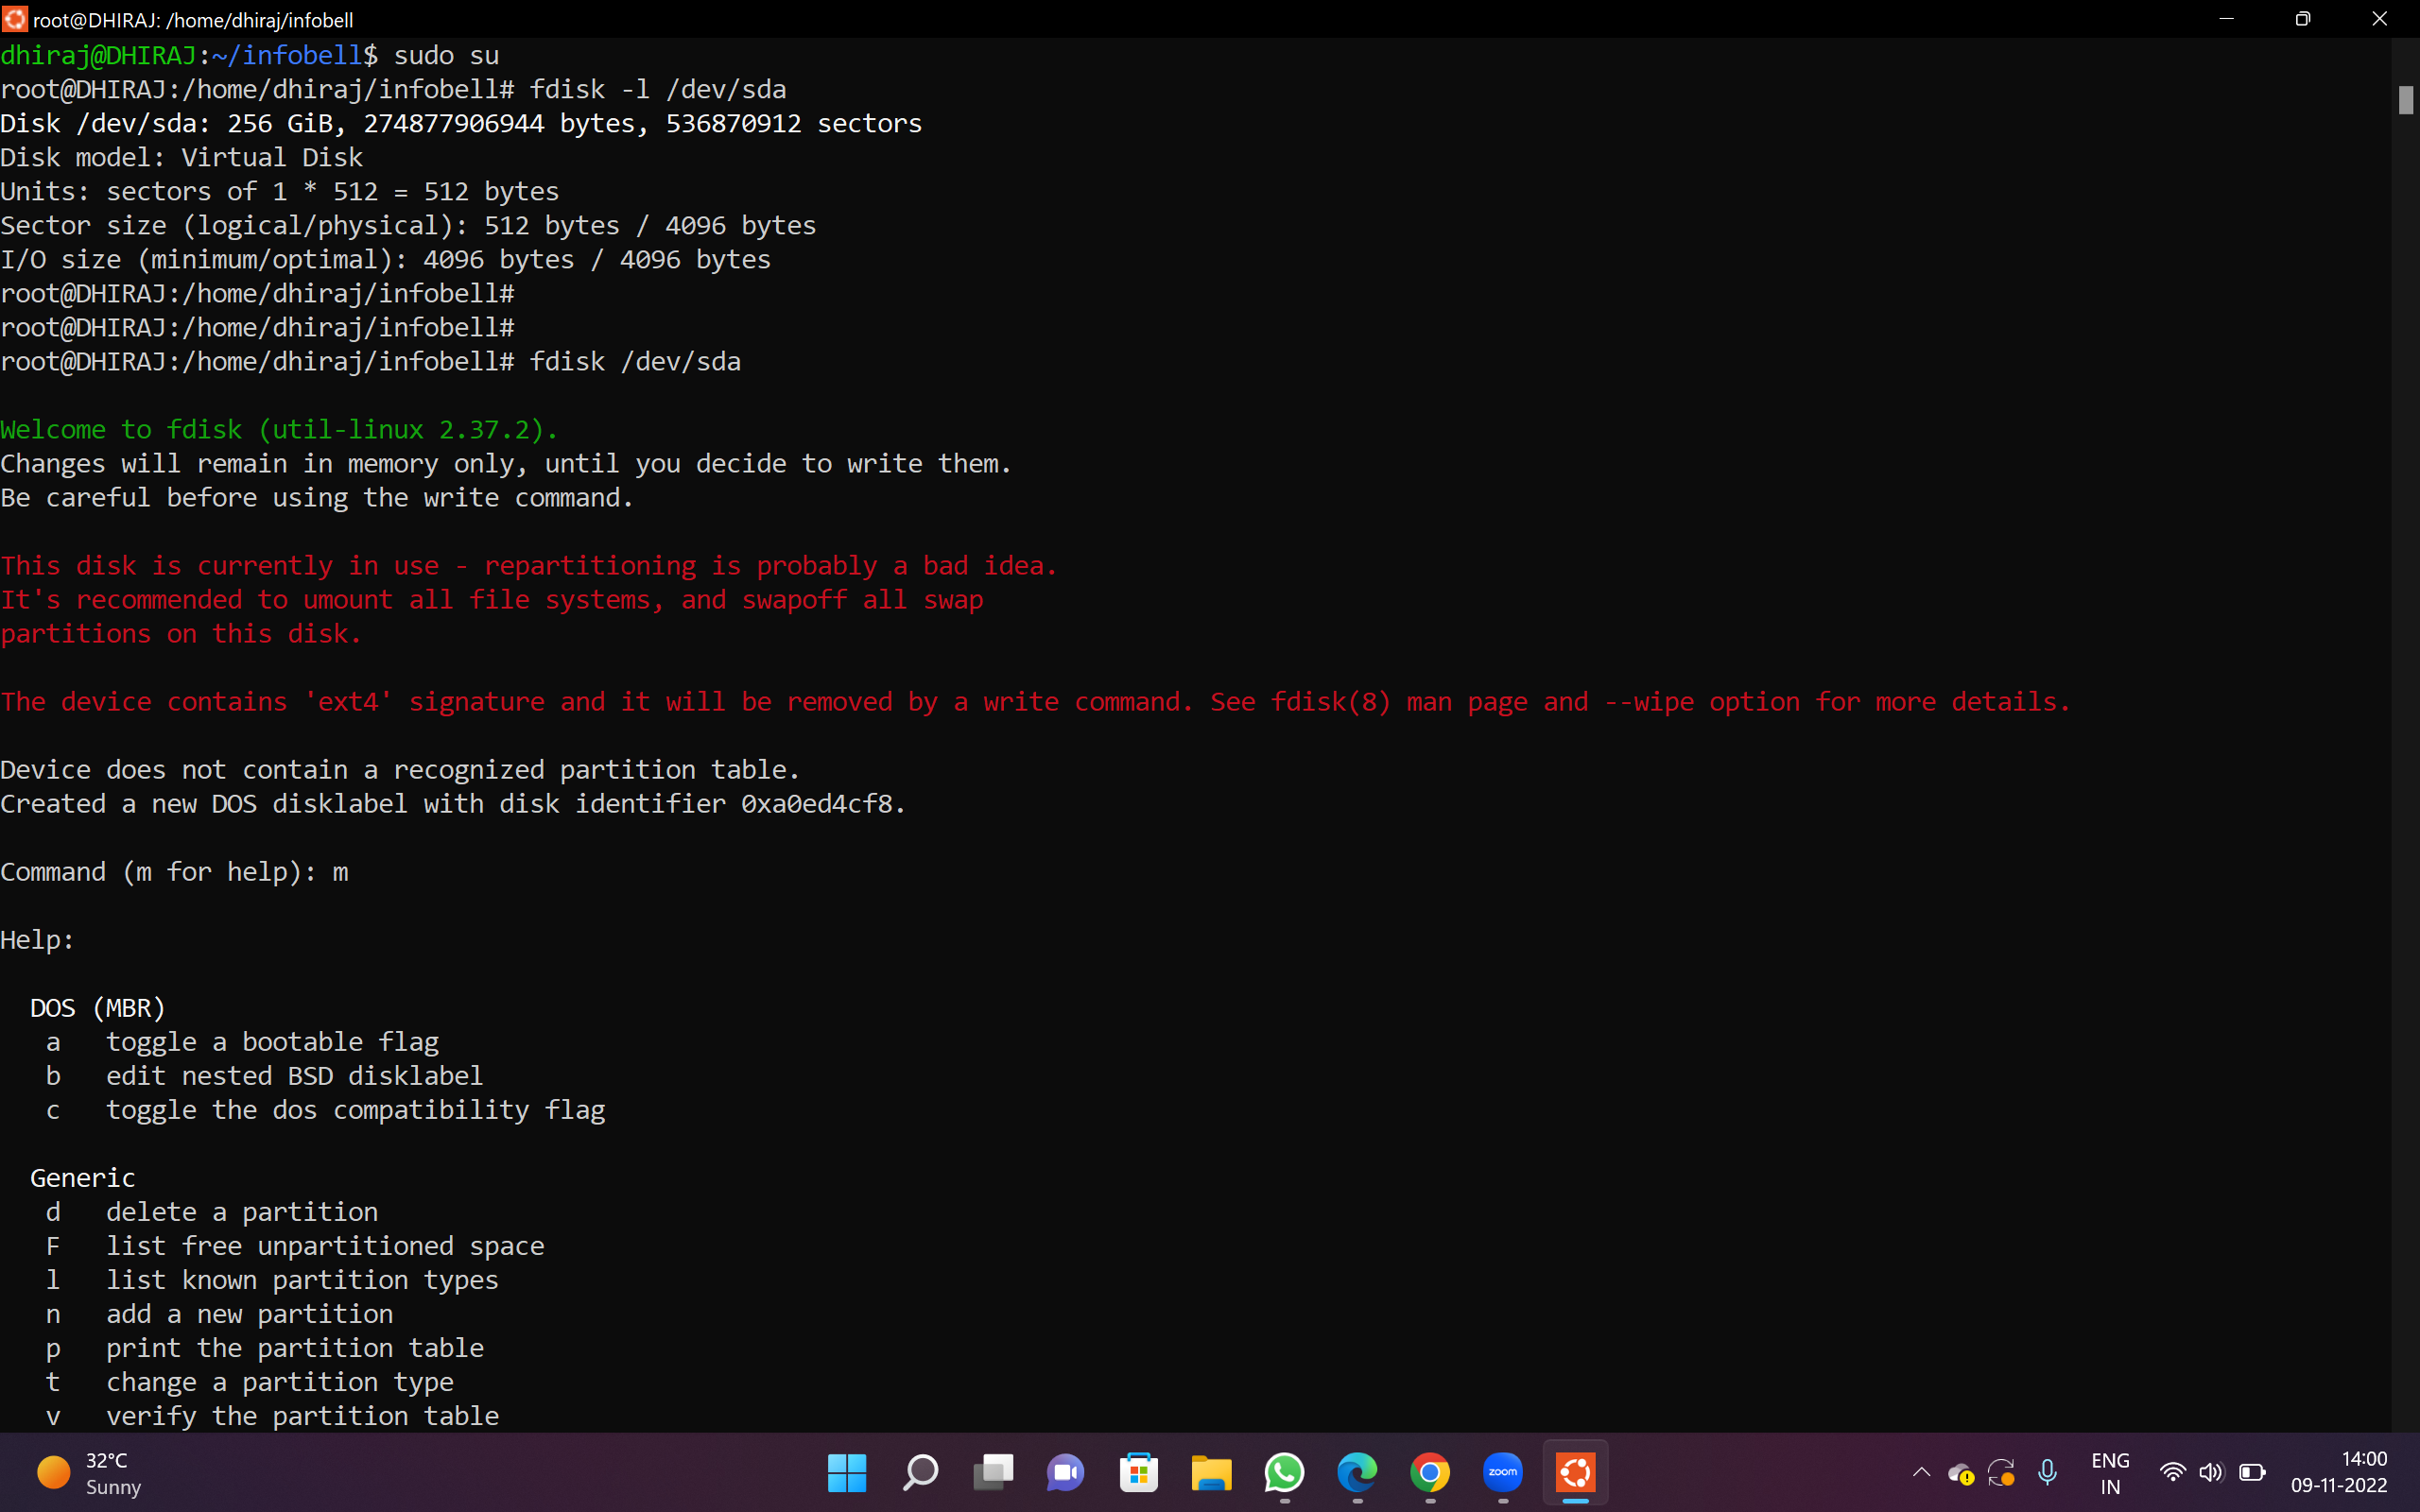 root@DHIRAJ: /home/dhiraj/infobell
dhiraj@DHIRAJ:~/infobell$ sudo su
root@DHIRAJ:/home/dhiraj/infobell# fdisk -l /dev/sda
Disk /dev/sda: 256 GiB, 274877906944 bytes, 536870912 sectors
Disk model: Virtual Disk
Units: sectors of 1 * 512 = 512 bytes
Sector size (logical/physical): 512 bytes / 4096 bytes
I/O size (minimum/optimal): 4096 bytes / 4096 bytes
root@DHIRAJ:/home/dhiraj/infobell#
root@DHIRAJ:/home/dhiraj/infobell#
root@DHIRAJ:/home/dhiraj/infobell# fdisk /dev/sda
Welcome to fdisk (util-linux 2.37.2).
Changes will remain in memory only, until you decide to write them.
Be careful before using the write command.
This disk is currently in use - repartitioning is probably a bad idea.
It's recommended to umount all file systems, and swapoff all swap
partitions on this disk.
The device contains 'ext4' signature and it will be removed by a write command. See fdisk(8) man page and --wipe option for more details.
Device does not contain a recognized partition table.
Created a new DOS disklabel with disk identifier 0xa0ed4cf8.
Command (m for help): m
Help:
DOS (MBR)
a   toggle a bootable flag
b   edit nested BSD disklabel
c   toggle the dos compatibility flag
Generic
d   delete a partition
F   list free unpartitioned space
l   list known partition types
n   add a new partition
p   print the partition table
t   change a partition type
v   verify the partition table
32°C
Sunny
zoom
ENG
IN
14:00
09-11-2022